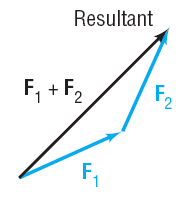 Resultant
F₁ + F₂
F₂
F₁